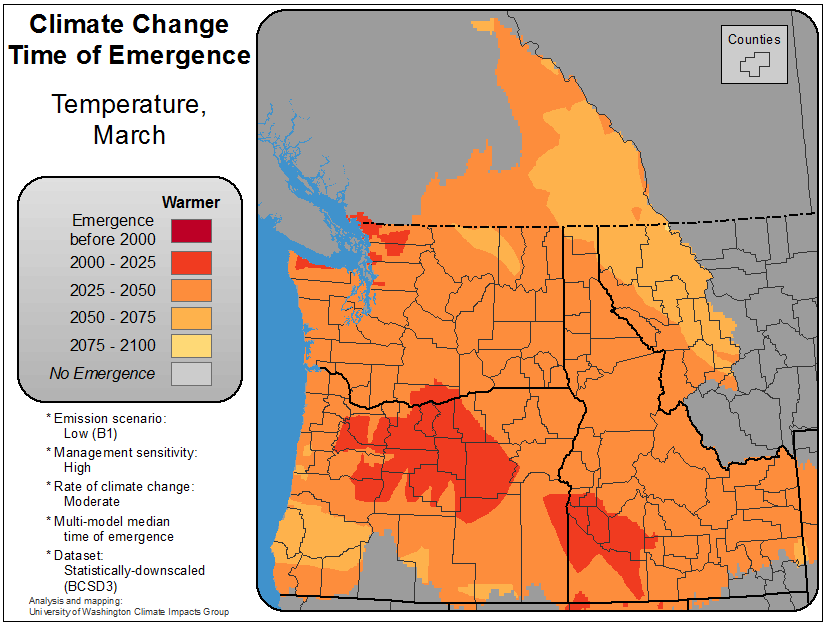 Climate Change
Time of Emergence
Temperature,
March
Warmer
Emergence
before 2000
2000 - 2025
2025 - 2050
2050 - 2075
2075 - 2100
No Emergence
* Emission scenario:
Low (B1)
* Management sensitivity:
High
* Rate of climate change:
Moderate
* Multi-model median
time of emergence
* Dataset:
Statistically-downscaled
(BCSD3)
Analysis and mapping:
University of Washington Climate Impacts Group
Counties